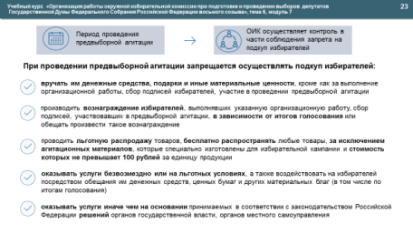 Учебный курс «Организация работы окружной избирательной комиссии при подготовке и проведении выборов депутатов
Государственной Думы Федерального Собрания Российской Федерации восьмого созыва», тема 6, модуль 7
23
Период проведения
предвыборной агитации
ОИК осуществляет контроль в
части соблюдения запрета на
подкуп избирателей
При проведении предвыборной агитации запрещается осуществлять подкуп избирателей:
вручать им денежные средства, подарки и иные материальные ценности, кроме как за выполнение
организационной работы, сбор подписей избирателей, участие в проведении предвыборной агитации
производить вознаграждение избирателей, выполнявших указанную организационную работу, сбор
подписей, участвовавших в предвыборной агитации, в зависимости от итогов голосования или
обещать произвести такое вознаграждение
проводить льготную распродажу товаров, бесплатно распространять любые товары, за исключением
агитационных материалов, которые специально изготовлены для избирательной кампании и стоимость
которых не превышает 100 рублей за единицу продукции
оказывать услуги безвозмездно или на льготных условиях, а также воздействовать на избирателей
посредством обещания им денежных средств, ценных бумаг и других материальных благ (в том числе по
итогам голосования)
оказывать услуги иначе чем на основании принимаемых в соответствии с законодательством Российской
Федерации решений органов государственной власти, органов местного самоуправления